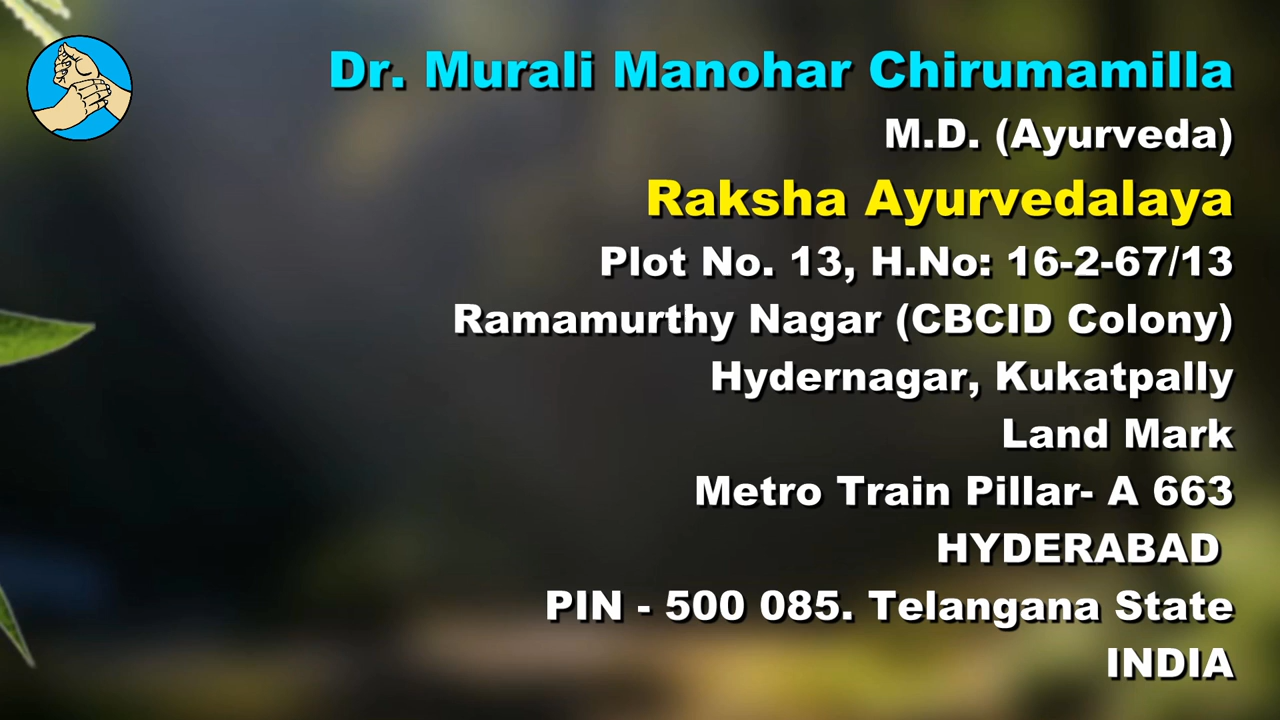 Dr. Murali Manohar Chirumamilla
M.D. (Ayurveda)
Raksha Ayurvedalaya
Plot No. 13, H.No: 16-2-67/13
Ramamurthy Nagar (CBCID Colony)
Hydernagar, Kukatpally
Land Mark
Metro Train Pillar- A 663
HYDERABAD
PIN - 500 085. Telangana State
INDIA